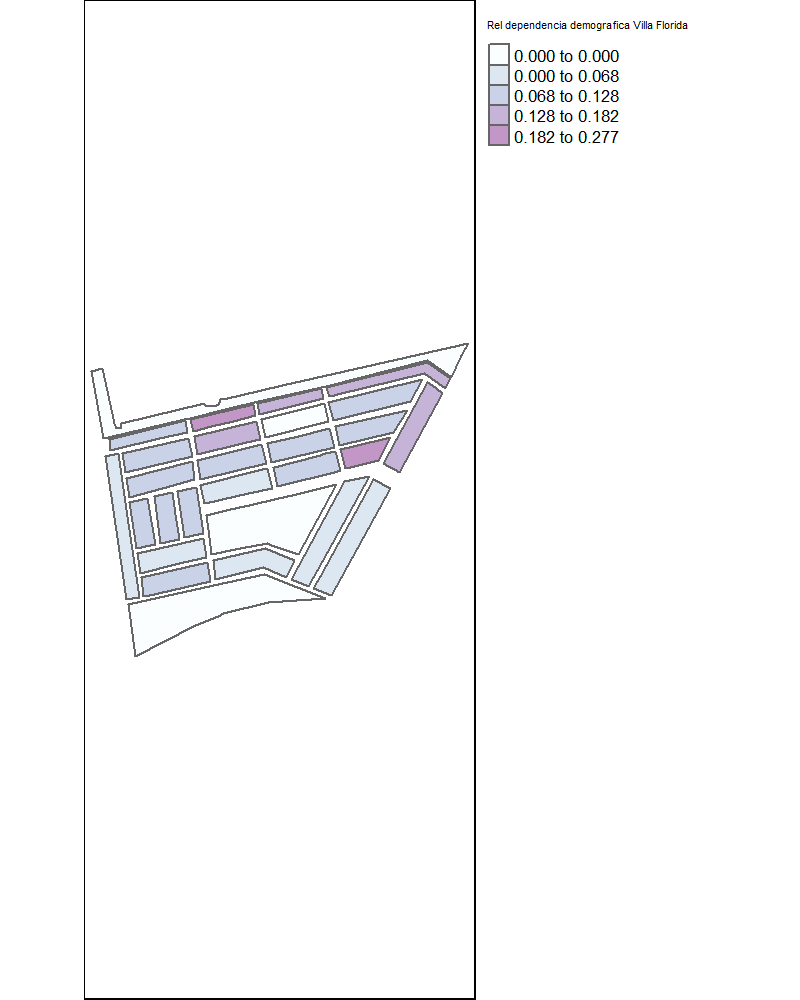 Rel dependencia demografica Villa Florida
0.000 to 0.000
0.000 to 0.068
0.068 to 0.128
0.128 to 0.182
0.182 to 0.277